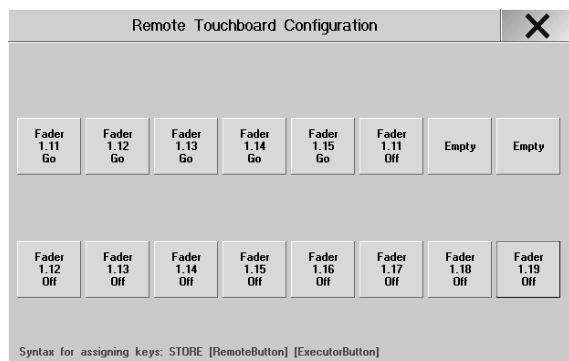 Remote Touchboard Configuration
Fader 1.11 Go
Fader 1.12 Go
Fader 1.13 Go
Fader 1.14 Go
Fader 1.15 Go
Fader 1.11 Off
Empty
Empty
Fader 1.12 Off
Fader 1.13 Off
Fader 1.14 Off
Fader 1.15 Off
Fader 1.16 Off
Fader 1.17 Off
Fader 1.18 Off
Fader 1.19 Off
Syntax for assigning keys: STORE [RemoteButton] [ExecutorButton]